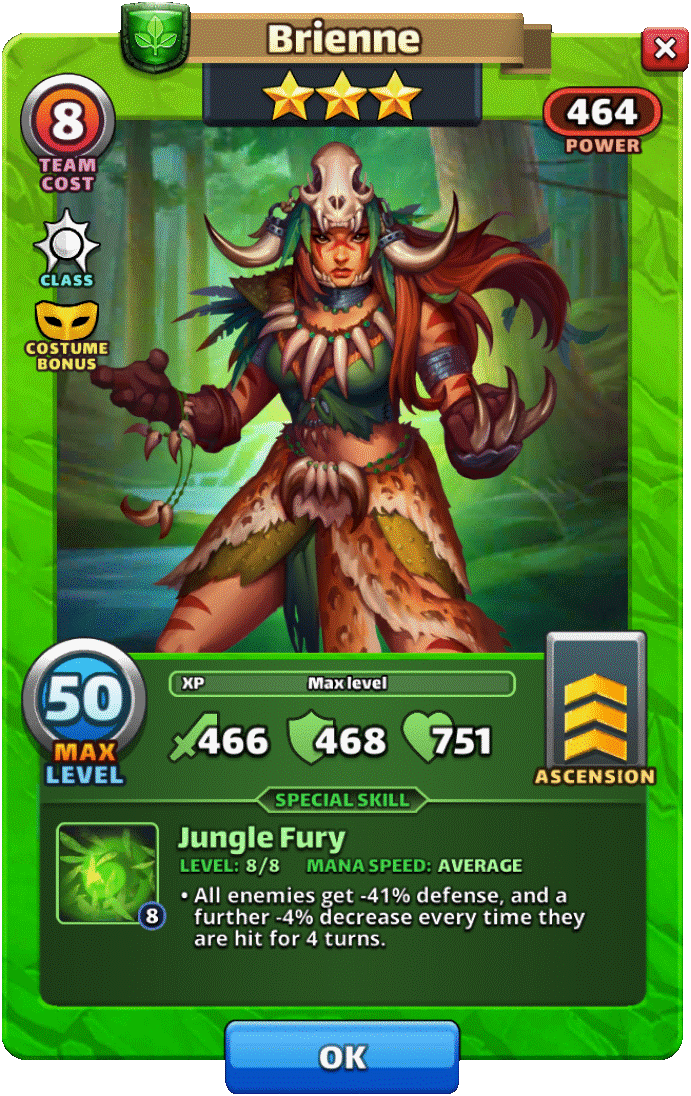 Brienne
8
TEAM
COST
464
POWER
CLASS
COSTUME
BONUS
50
MAX
LEVEL
XP
Max level
466
468
751
ASCENSION
SPECIAL SKILL
Jungle Fury
LEVEL: 8/8
MANA SPEED: AVERAGE
8
• All enemies get -41% defense, and a
further -4% decrease every time they
are hit for 4 turns.
OK